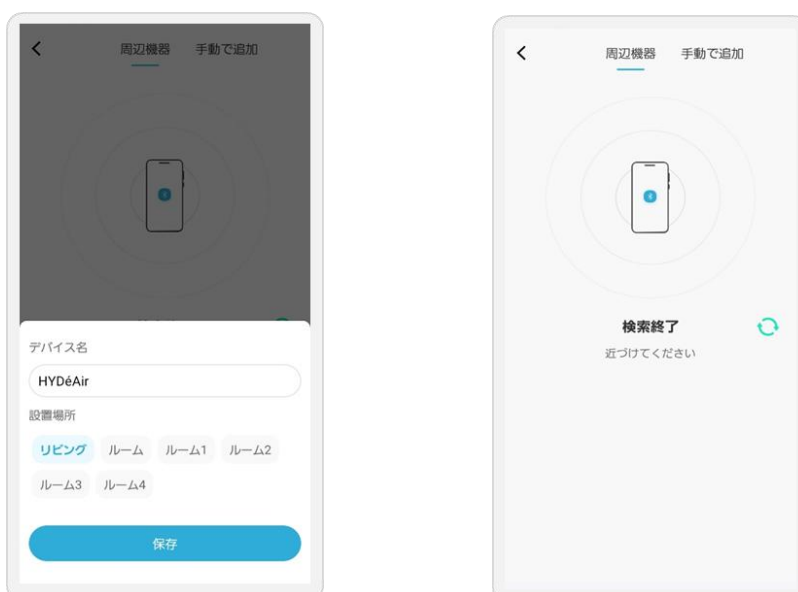 周辺機器 手動で追加
デバイス名
HYDéAir
設置場所
リビング ルーム ルーム1 ルーム2
ルーム3 ルーム4
保存
周辺機器 手動で追加
検索終了
近づけてください